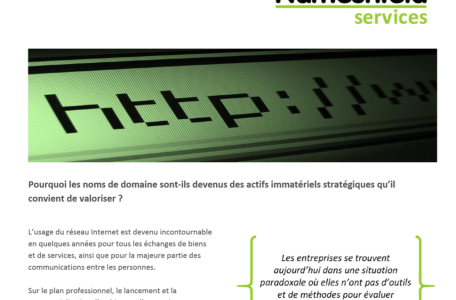 Nameshield
services
http://w
Pourquoi les noms de domaine sont-ils devenus des actifs immatériels stratégiques qu'il
convient de valoriser ?
L'usage du réseau Internet est devenu incontournable
en quelques années pour tous les échanges de biens
et de services, ainsi que pour la majeure partie des
communications entre les personnes.
Sur le plan professionnel, le lancement et la
Les entreprises se trouvent
aujourd'hui dans une situation
paradoxale où elles n'ont pas d'outils
et de méthodes pour évaluer